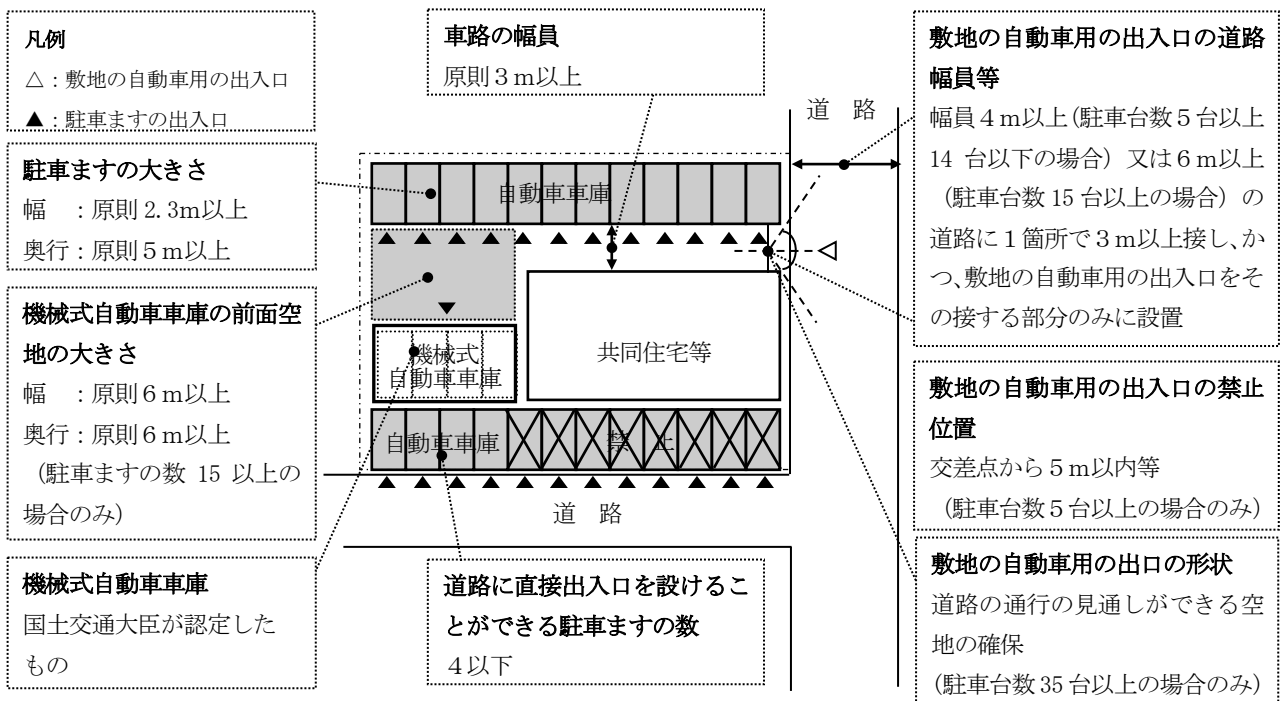 凡例
△：敷地の自動車用の出入口
▲：駐車ますの出入口
駐車ますの大きさ
幅　：原則 2.3m以上
奥行：原則５ｍ以上
機械式自動車車庫の前面空
地の大きさ
幅　：原則６ｍ以上
奥行：原則６ｍ以上
（駐車ますの数 15 以上の
場合のみ）
機械式自動車車庫
国土交通大臣が認定した
もの
車路の幅員
原則３ｍ以上
道　路
自動車車庫
機械式
自動車車庫
共同住宅等
自動車車庫
禁　止
道　路
道路に直接出入口を設けるこ
とができる駐車ますの数
４以下
敷地の自動車用の出入口の道路
幅員等
幅員４ｍ以上（駐車台数５台以上
14 台以下の場合）又は６ｍ以上
（駐車台数 15 台以上の場合）の
道路に１箇所で３ｍ以上接し、か
つ、敷地の自動車用の出入口をそ
の接する部分のみに設置
敷地の自動車用の出入口の禁止
位置
交差点から５ｍ以内等
（駐車台数５台以上の場合のみ）
敷地の自動車用の出口の形状
道路の通行の見通しができる空
地の確保
（駐車台数 35 台以上の場合のみ）